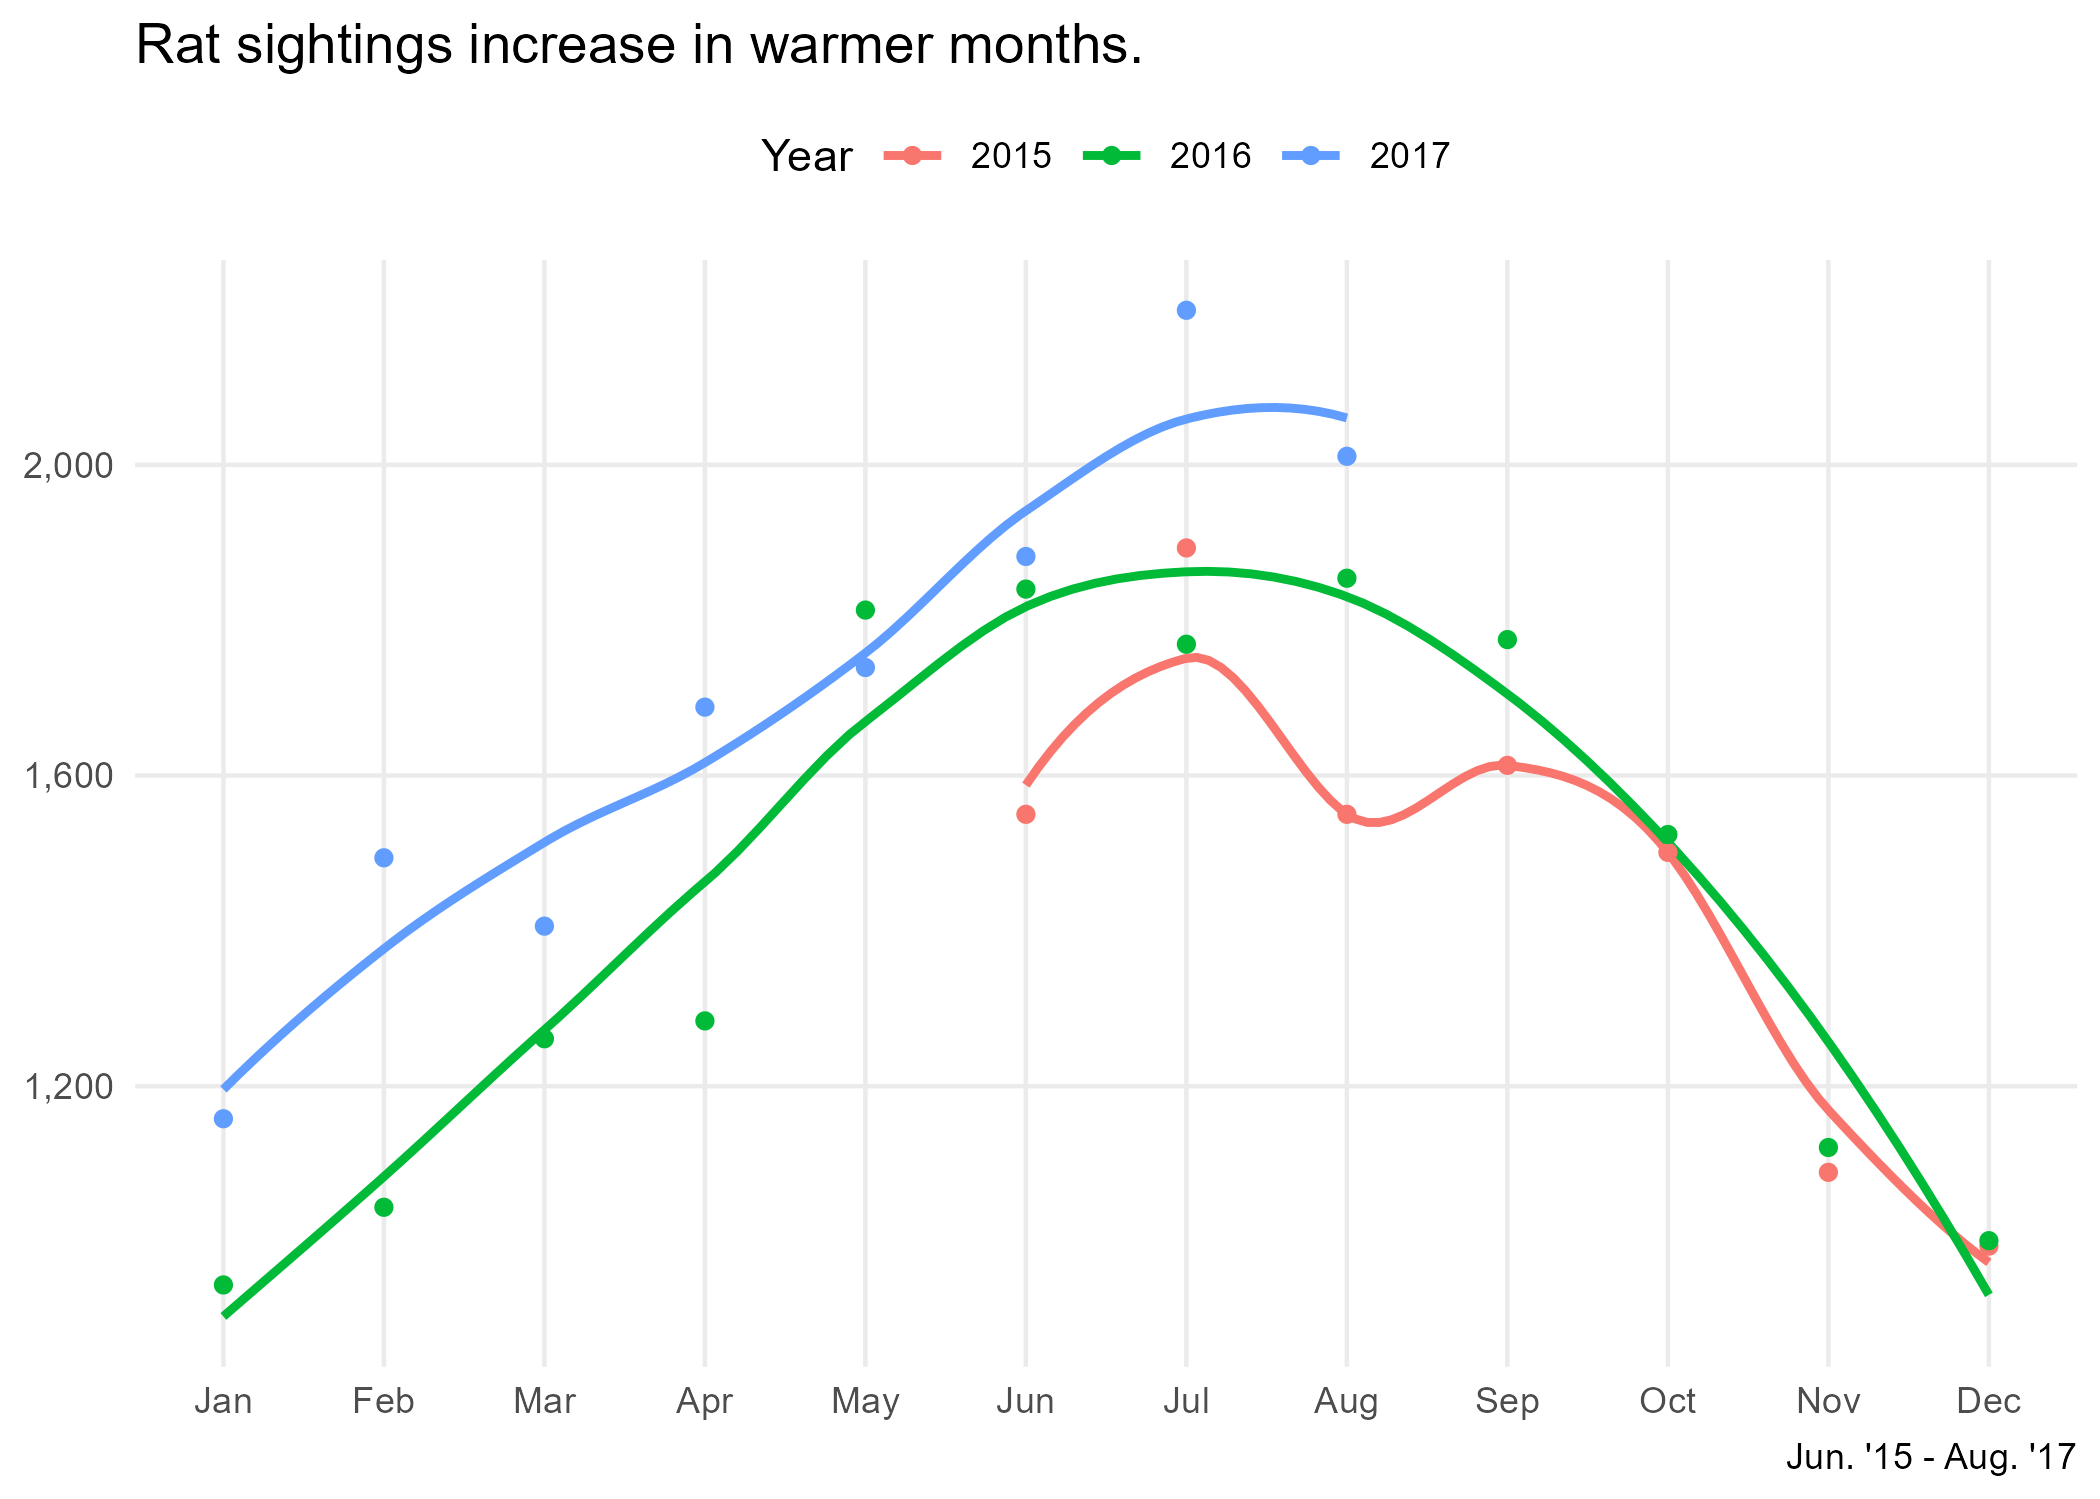 Rat sightings increase in warmer months.
Year 2015 2016 2017
2,000
1,600
1,200
Jan Feb Mar Apr May Jun Jul Aug Sep Oct Nov Dec
Jun. '15 - Aug. '17